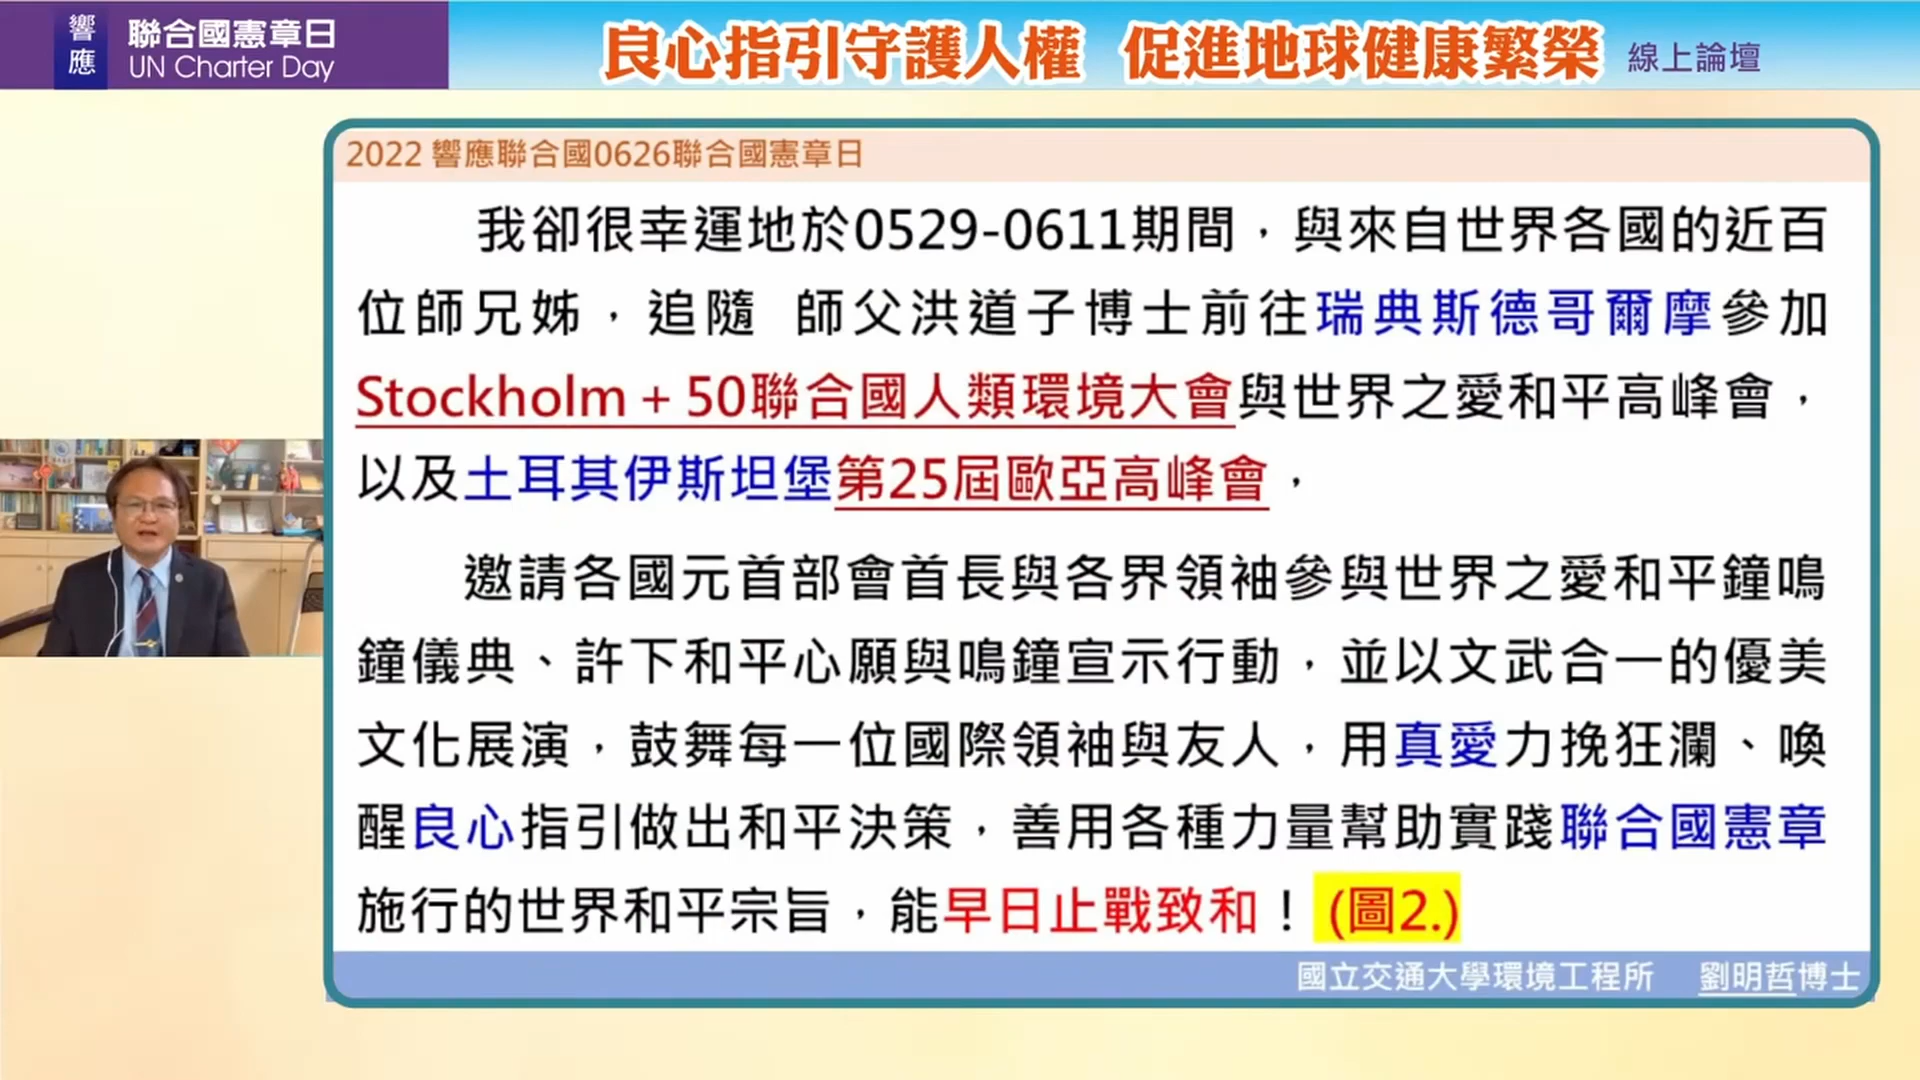 響應
聯合國憲章日
UN Charter Day
良心指引守護人權 促進地球健康繁榮 線上論壇
2022 響應聯合國0626聯合國憲章日
我卻很幸運地於0529-0611期間，與來自世界各國的近百
位師兄姊，追隨 師父洪道子博士前往瑞典斯德哥爾摩參加
Stockholm + 50聯合國人類環境大會與世界之愛和平高峰會，
以及土耳其伊斯坦堡第25屆歐亞高峰會，
邀請各國元首部會首長與各界領袖參與世界之愛和平鐘鳴
鐘儀典、許下和平心願與鳴鐘宣示行動，並以文武合一的優美
文化展演，鼓舞每一位國際領袖與友人，用真愛力挽狂瀾、喚
醒良心指引做出和平決策，善用各種力量幫助實踐聯合國憲章
施行的世界和平宗旨，能早日止戰致和！(圖2.)
國立交通大學環境工程所 劉明哲博士